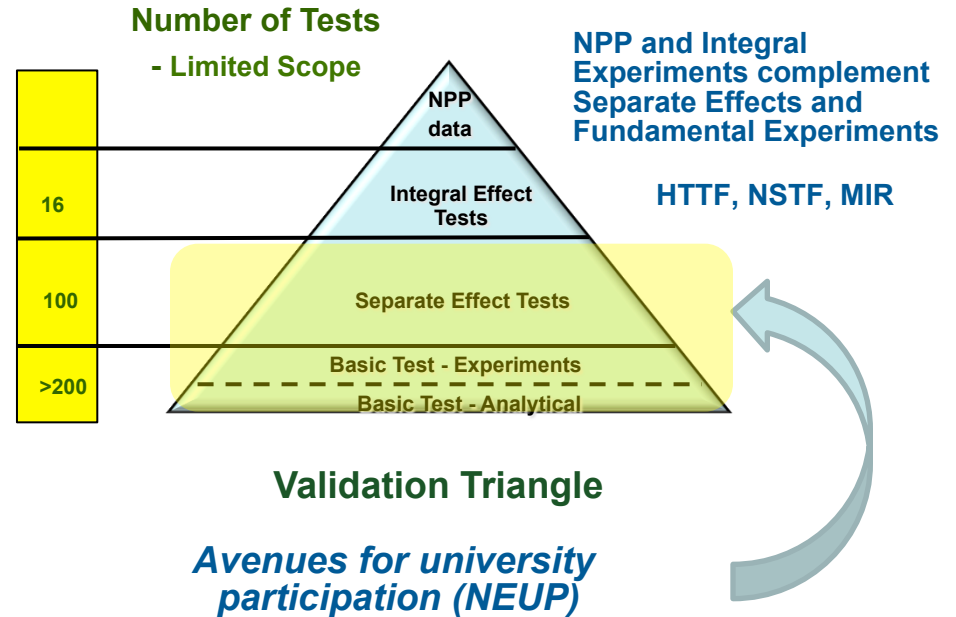 Number of Tests
- Limited Scope
NPP and Integral
Experiments complement
Separate Effects and
Fundamental Experiments
HTTF, NSTF, MIR
NPP
data
16
Integral Effect
Tests
100
Separate Effect Tests
>200
Basic Test - Experiments
Basic Test - Analytical
Validation Triangle
Avenues for university
participation (NEUP)